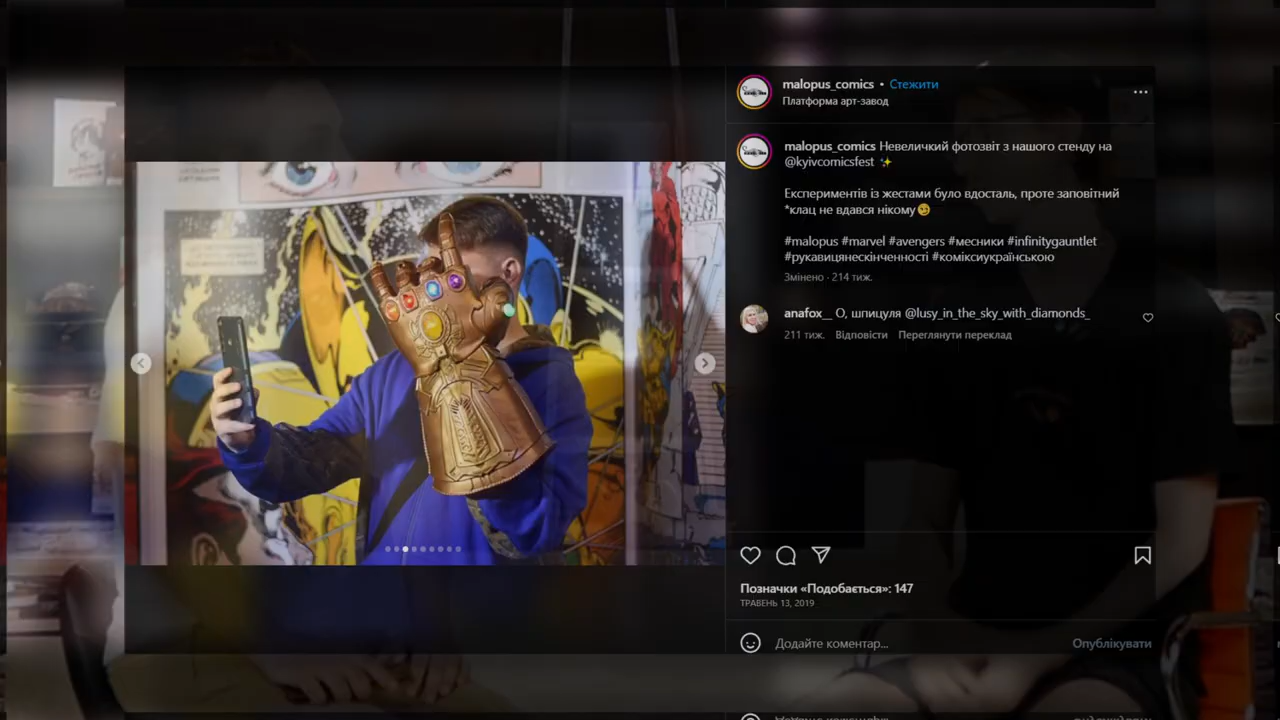 malopus_comics • Стежити
Платформа арт-завод
malopus_comics Невеличкий фотозвіт з нашого стенду на
@kyivcomicsfest ✨
Експериментів із жестами було вдосталь, проте заповітний
*клац не вдався нікому😏
#malopus #marvel #avengers #месники #infinitygauntlet
#рукавицянескінченності #коміксиукраїнською
Змінено · 214 тиж.
anafox__ О, шпицуля @lusy_in_the_sky_with_diamonds_
211 тиж. Відповісти Переглянути переклад
Позначки «Подобається»: 147
ТРАВЕНЬ 13, 2019
Додайте коментар...
Опублікувати